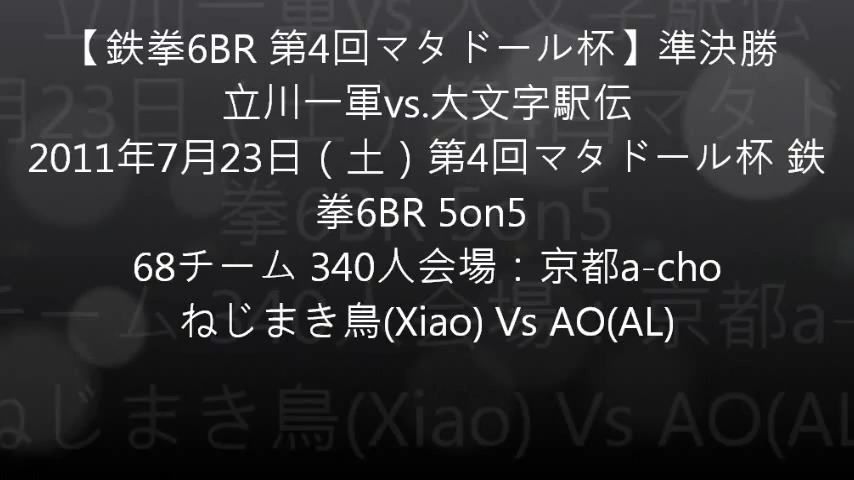 【鉄拳6BR 第4回マタドール杯】準決勝
立川一軍vs.大文字駅伝
2011年7月23日（土）第4回マタドール杯 鉄
拳6BR 5on5
68チーム 340人会場：京都a-cho
ねじまき鳥(Xiao) Vs AO(AL)